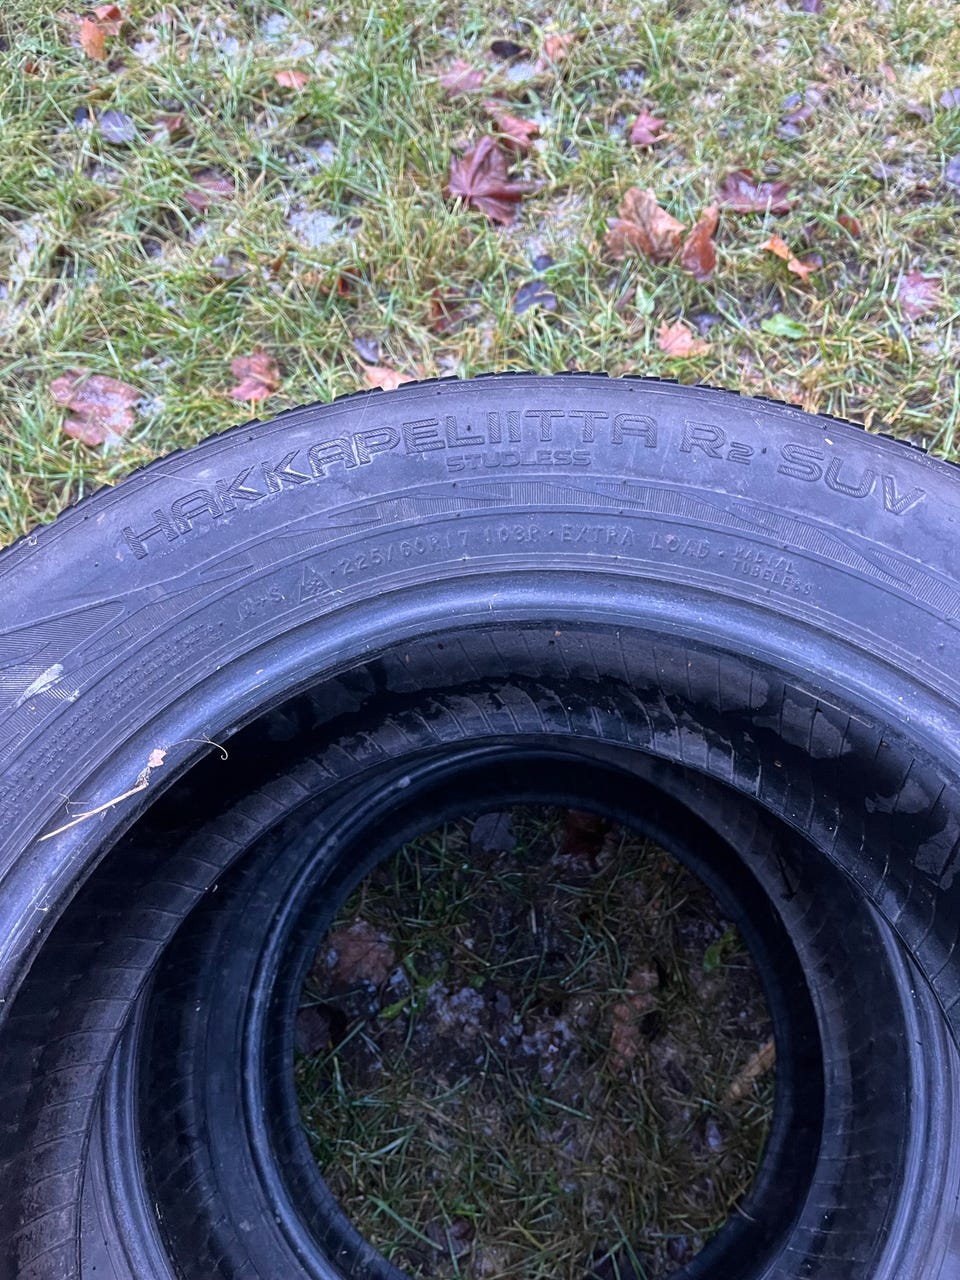 HAKKAPELIITTA R2 SUV
STUDLESS
M+S 225/60R17 103R · EXTRA LOAD · RADIAL
TUBELESS